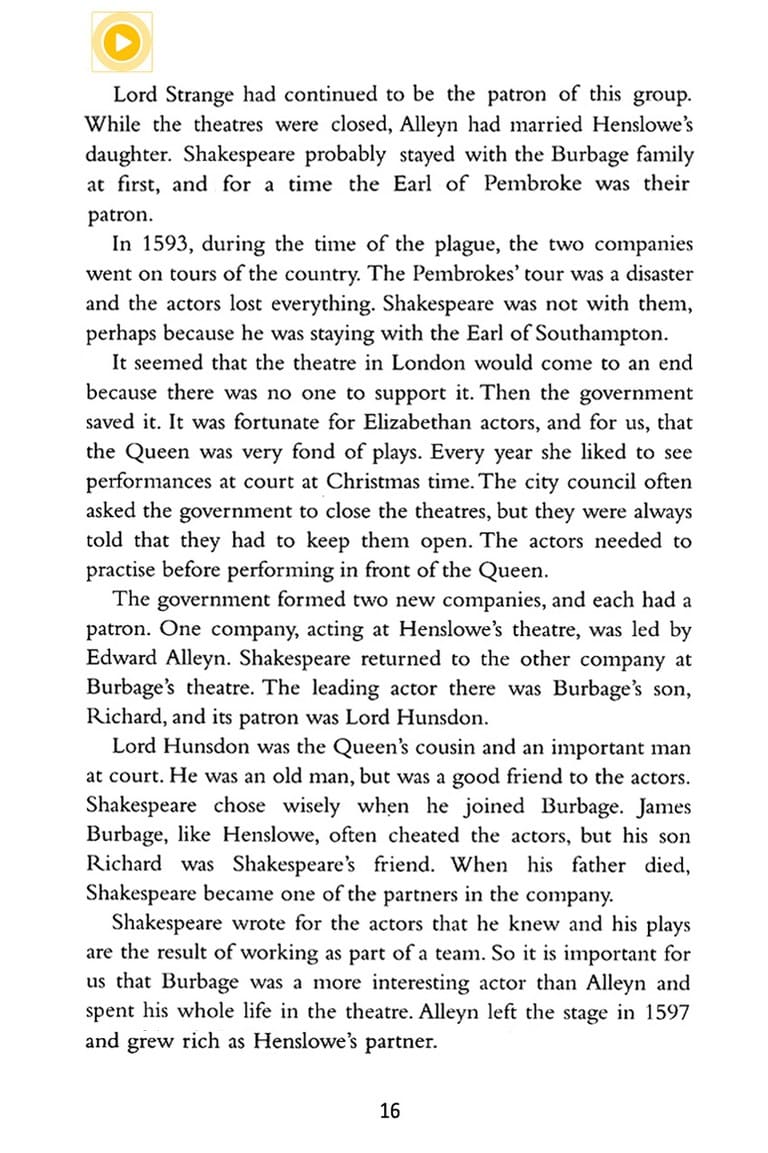 Lord Strange had continued to be the patron of this group.
While the theatres were closed, Alleyn had married Henslowe's
daughter. Shakespeare probably stayed with the Burbage family
at first, and for a time the Earl of Pembroke was their
patron.
In 1593, during the time of the plague, the two companies
went on tours of the country. The Pembrokes' tour was a disaster
and the actors lost everything. Shakespeare was not with them,
perhaps because he was staying with the Earl of Southampton.
It seemed that the theatre in London would come to an end
because there was no one to support it. Then the government
saved it. It was fortunate for Elizabethan actors, and for us, that
the Queen was very fond of plays. Every year she liked to see
performances at court at Christmas time. The city council often
asked the government to close the theatres, but they were always
told that they had to keep them open. The actors needed to
practise before performing in front of the Queen.
The government formed two new companies, and each had a
patron. One company, acting at Henslowe's theatre, was led by
Edward Alleyn. Shakespeare returned to the other company at
Burbage's theatre. The leading actor there was Burbage's son,
Richard, and its patron was Lord Hunsdon.
Lord Hunsdon was the Queen's cousin and an important man
at court. He was an old man, but was a good friend to the actors.
Shakespeare chose wisely when he joined Burbage. James
Burbage, like Henslowe, often cheated the actors, but his son
Richard was Shakespeare's friend. When his father died,
Shakespeare became one of the partners in the company.
Shakespeare wrote for the actors that he knew and his plays
are the result of working as part of a team. So it is important for
us that Burbage was a more interesting actor than Alleyn and
spent his whole life in the theatre. Alleyn left the stage in 1597
and grew rich as Henslowe's partner.
16